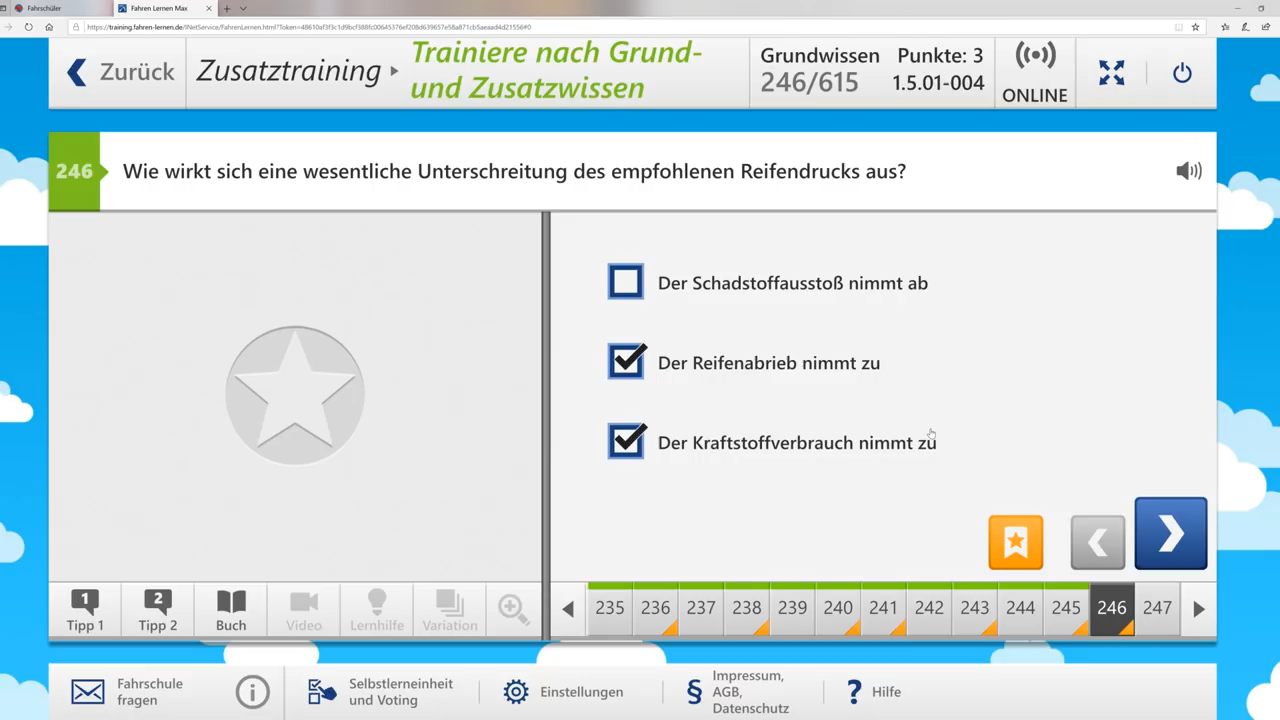 Fahrschüler
Fahren Lernen Max
Zurück
Zusatztraining
Trainiere nach Grund-
und Zusatzwissen
Grundwissen
246/615
Punkte: 3
1.5.01-004
ONLINE
246
Wie wirkt sich eine wesentliche Unterschreitung des empfohlenen Reifendrucks aus?
Der Schadstoffausstoß nimmt ab
Der Reifenabrieb nimmt zu
Der Kraftstoffverbrauch nimmt zu
1
Tipp 1
2
Tipp 2
Buch
Video
Lernhilfe
Variation
235 236 237 238 239 240 241 242 243 244 245 246 247
Fahrschule
fragen
Selbstlerneinheit
und Voting
Einstellungen
§
Impressum,
AGB,
Datenschutz
?
Hilfe